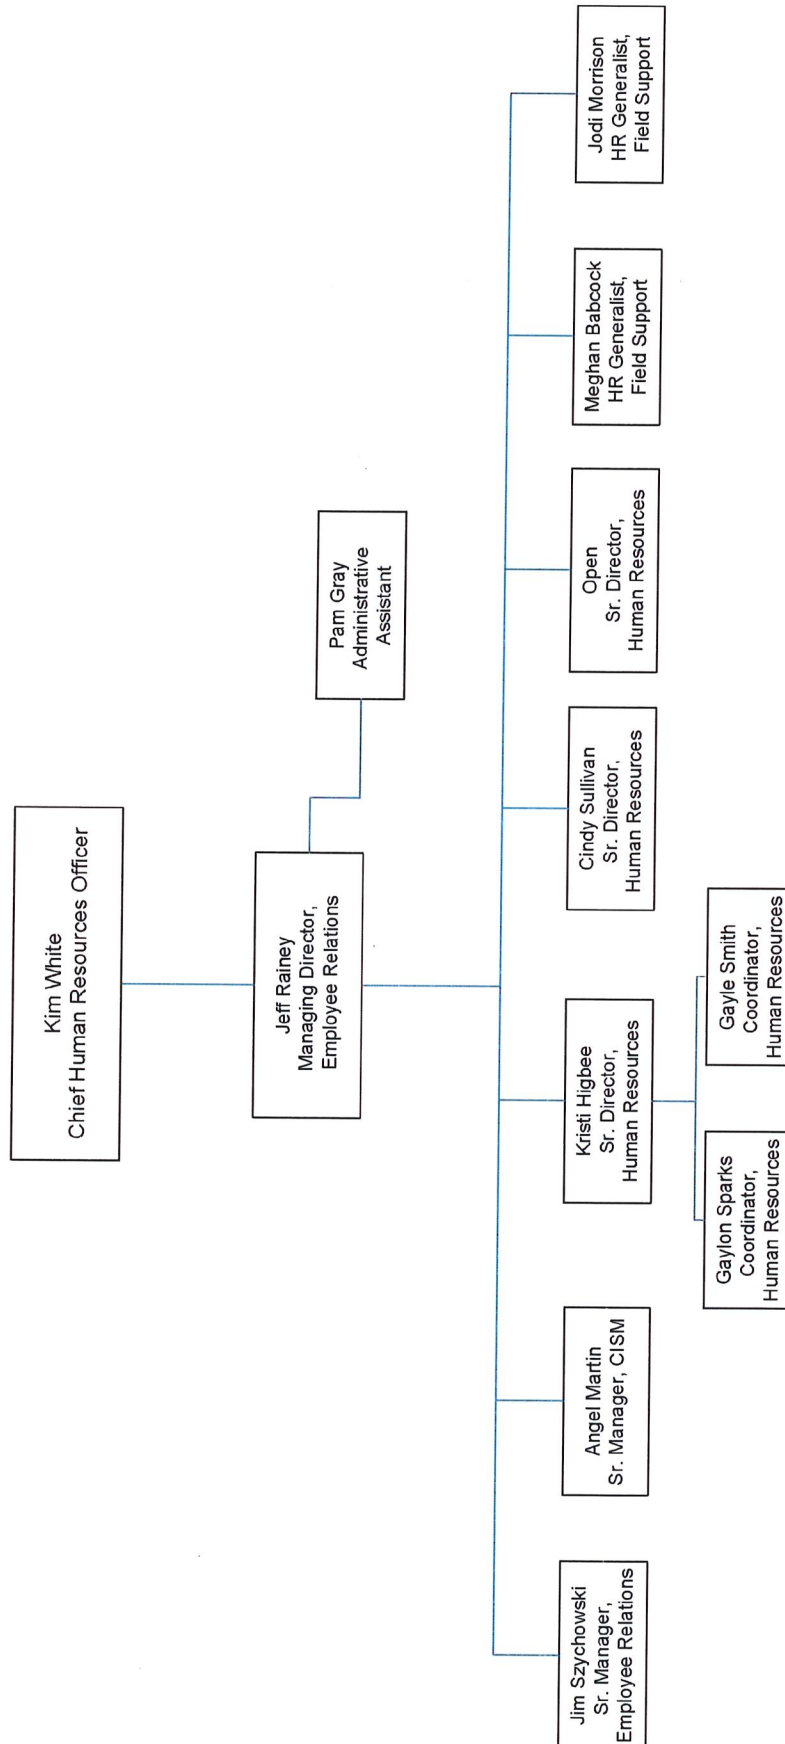 Kim White
Chief Human Resources Officer
Jeff Rainey
Managing Director,
Employee Relations
Pam Gray
Administrative
Assistant
Jim Szychowski
Sr. Manager,
Employee Relations
Angel Martin
Sr. Manager, CISM
Kristi Higbee
Sr. Director,
Human Resources
Cindy Sullivan
Sr. Director,
Human Resources
Open
Sr. Director,
Human Resources
Meghan Babcock
HR Generalist,
Field Support
Jodi Morrison
HR Generalist,
Field Support
Gaylon Sparks
Coordinator,
Human Resources
Gayle Smith
Coordinator,
Human Resources